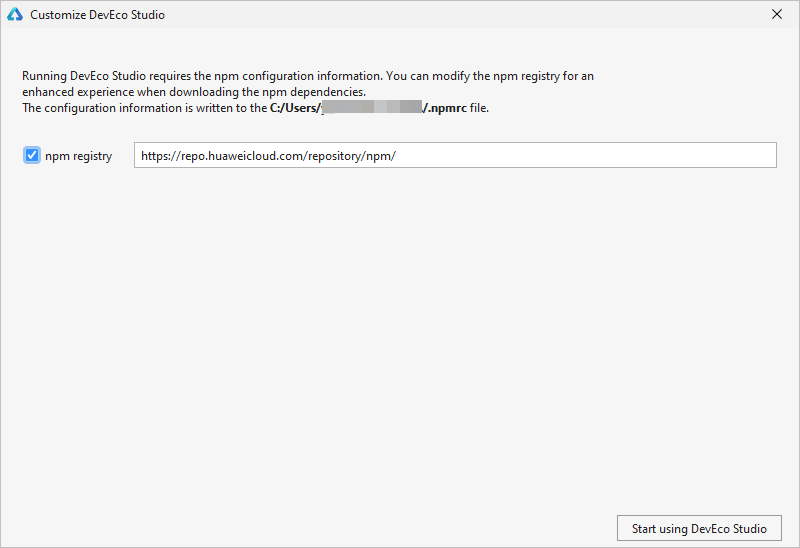 Customize DevEco Studio
Running DevEco Studio requires the npm configuration information. You can modify the npm registry for an
enhanced experience when downloading the npm dependencies.
The configuration information is written to the C:/Users/ /.npmrc file.
npm registry
https://repo.huaweicloud.com/repository/npm/
Start using DevEco Studio